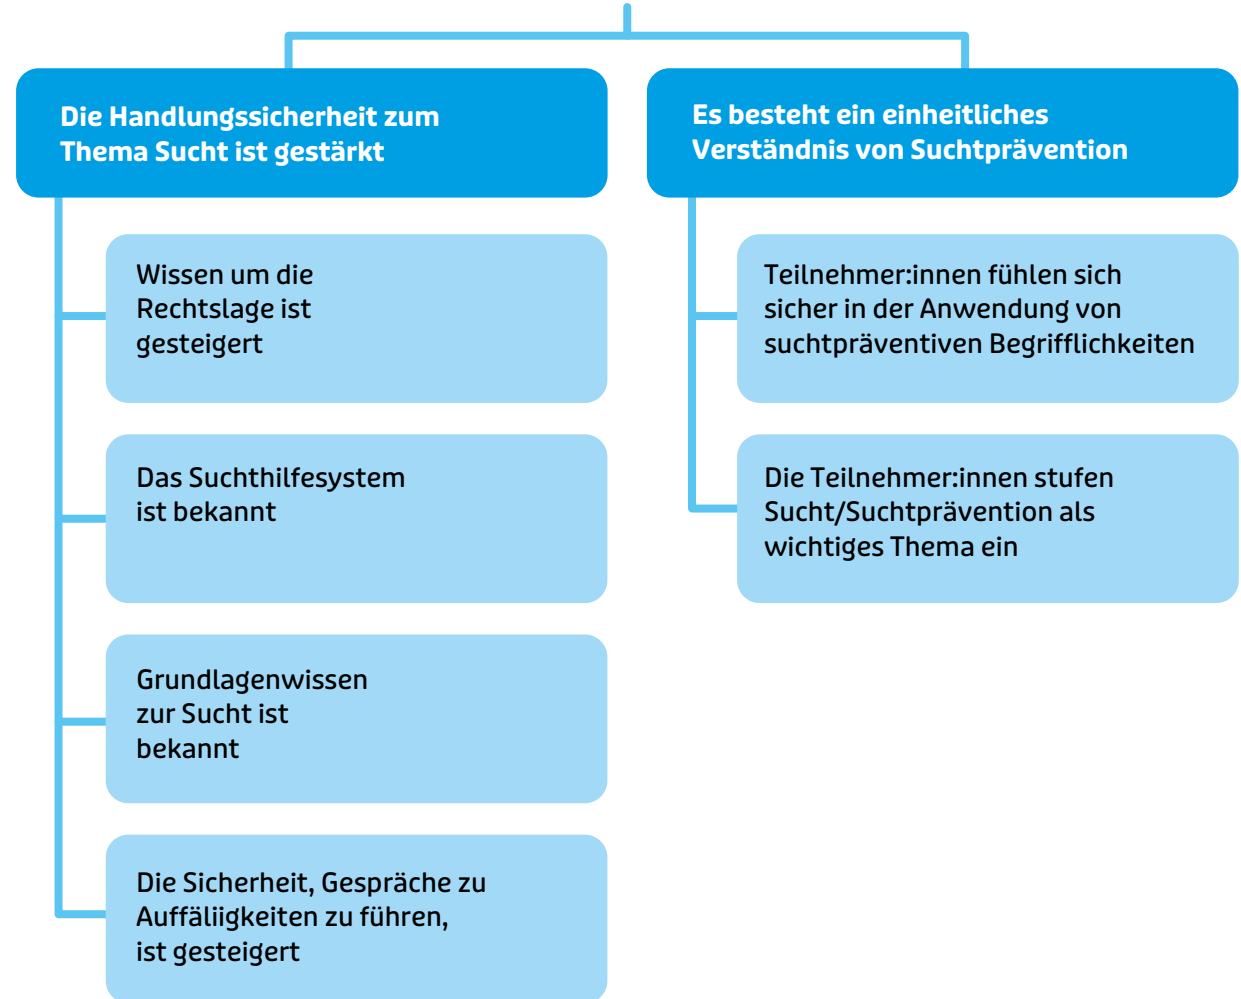 Die Handlungssicherheit zum
Thema Sucht ist gestärkt
Wissen um die
Rechtslage ist
gesteigert
Das Suchthilfesystem
ist bekannt
Grundlagenwissen
zur Sucht ist
bekannt
Die Sicherheit, Gespräche zu
Auffäliigkeiten zu führen,
ist gesteigert
Es besteht ein einheitliches
Verständnis von Suchtprävention
Teilnehmer:innen fühlen sich
sicher in der Anwendung von
suchtpräventiven Begrifflichkeiten
Die Teilnehmer:innen stufen
Sucht/Suchtprävention als
wichtiges Thema ein